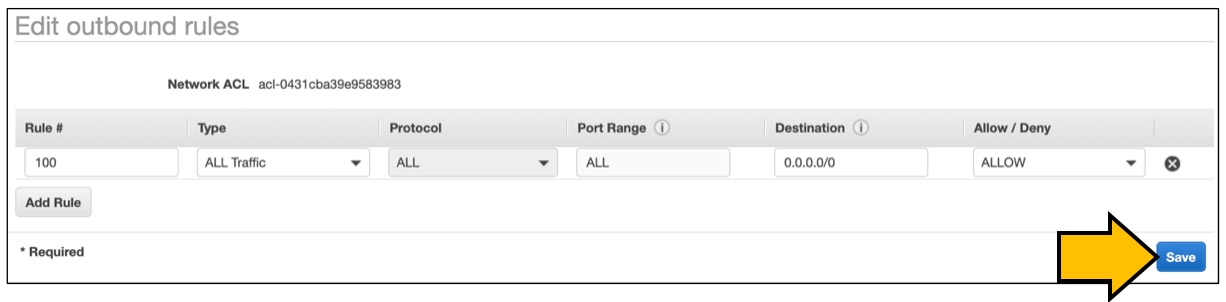 Edit outbound rules
Network ACL acl-0431cba39e9583983
Rule # Type Protocol Port Range i Destination i Allow / Deny
100 ALL Traffic ALL ALL 0.0.0.0/0 ALLOW
Add Rule
* Required
Save